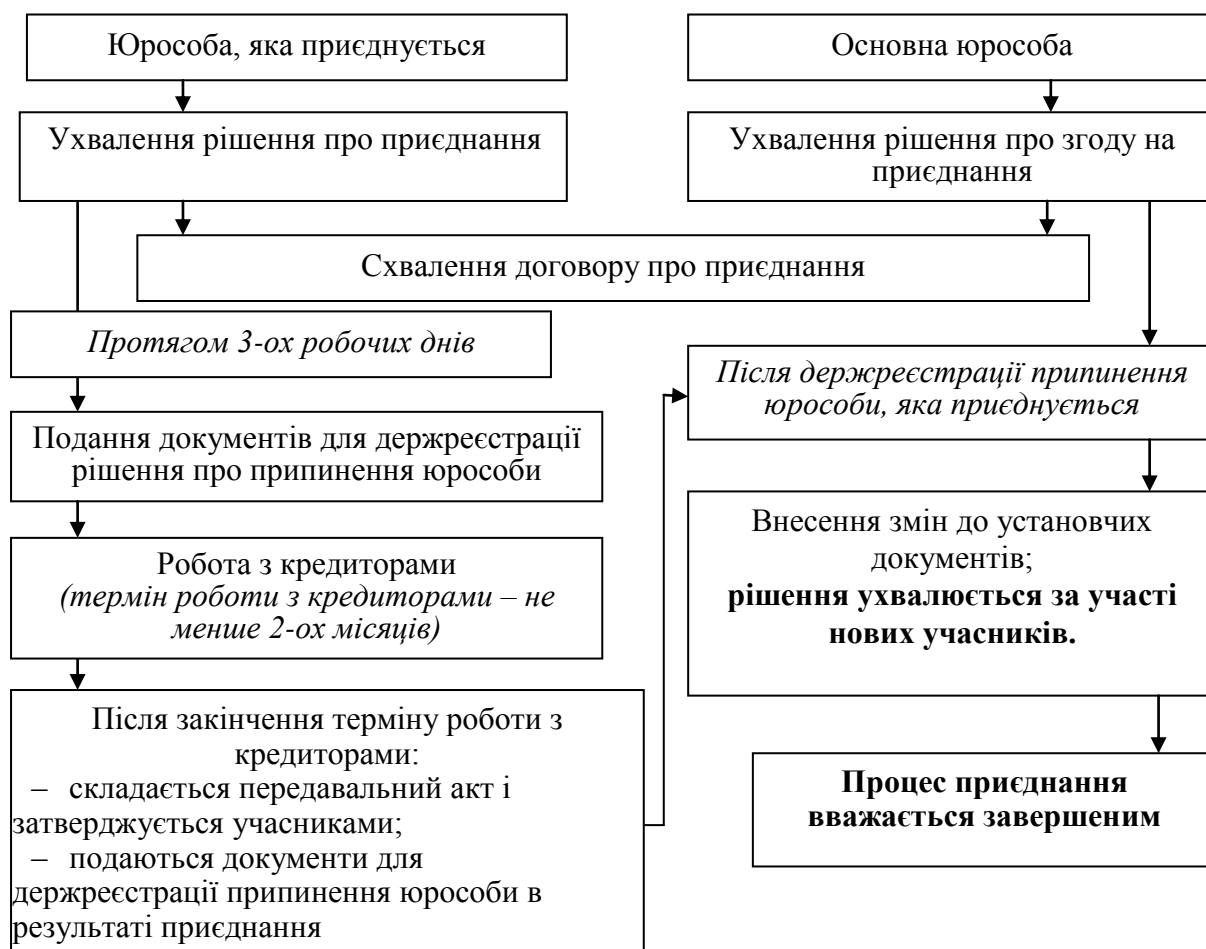 Юрособа, яка приєднується
Основна юрособа
Ухвалення рішення про приєднання
Ухвалення рішення про згоду на
приєднання
Схвалення договору про приєднання
Протягом 3-ох робочих днів
Після держреєстрації припинення
юрособи, яка приєднується
Подання документів для держреєстрації
рішення про припинення юрособи
Внесення змін до установчих
документів;
рішення ухвалюється за участі
нових учасників.
Робота з кредиторами
(термін роботи з кредиторами – не
менше 2-ох місяців)
Після закінчення терміну роботи з
кредиторами:
– складається передавальний акт і
затверджується учасниками;
– подаються документи для
держреєстрації припинення юрособи в
результаті приєднання
Процес приєднання
вважається завершеним